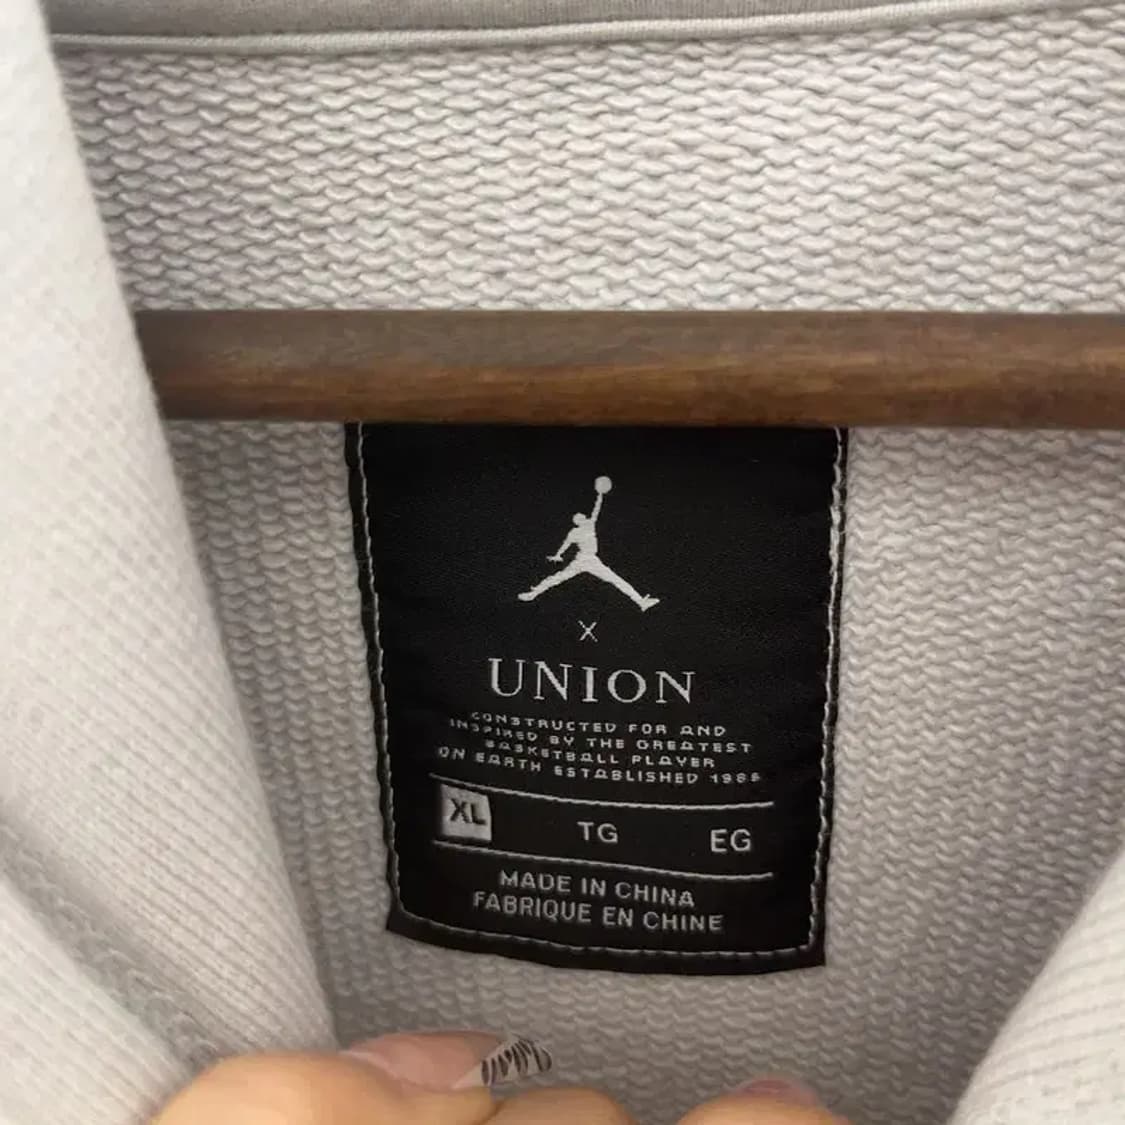 X
UNION
CONSTRUCTED FOR AND
INSPIRED BY THE GREATEST
BASKETBALL PLAYER
ON EARTH ESTABLISHED 1985
XL TG EG
MADE IN CHINA
FABRIQUE EN CHINE